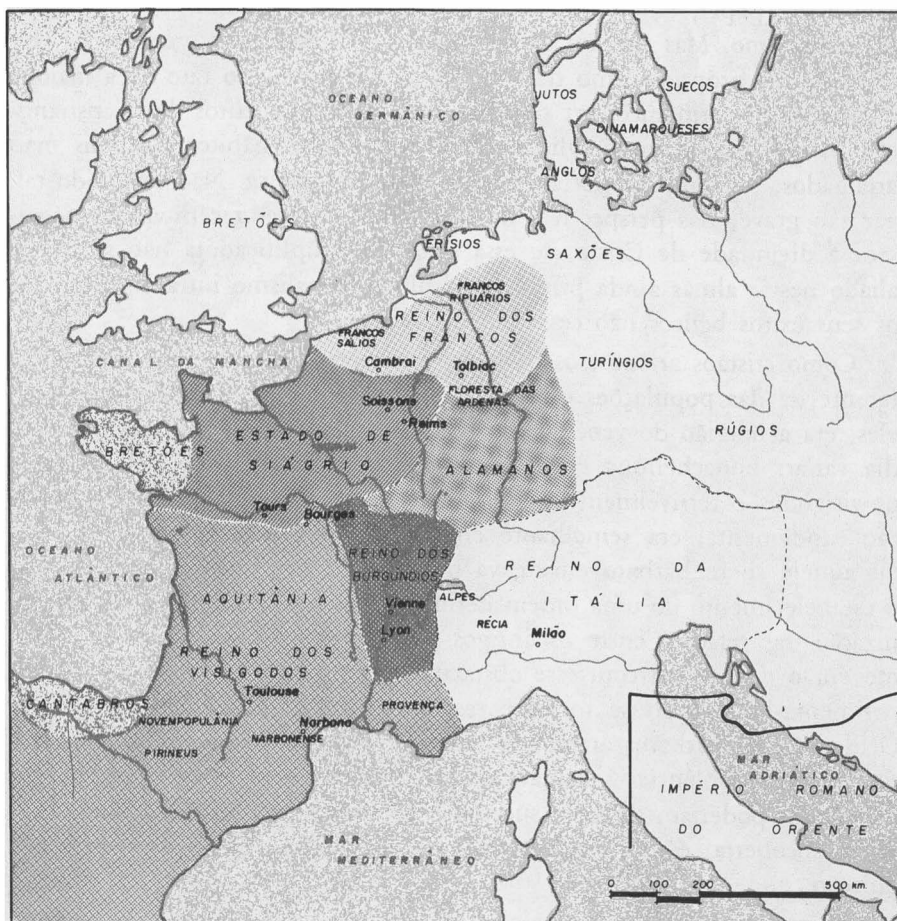 OCEANO
GERMÂNICO
JUTOS
SUECOS
DINAMARQUESES
ANGLOS
BRETÕES
FRÍSIOS
SAXÕES
FRANCOS
RIPUÁRIOS
REINO DOS
FRANCOS
FRANCOS
SÁLIOS
CANAL DA MANCHA
Cambrai
Tolbiac
TURÍNGIOS
FLORESTA DAS
ARDENAS
Soissons
Reims
RÚGIOS
ESTADO DE
SIÁGRIO
BRETÕES
ALAMANOS
Tours
Bourges
OCEANO
ATLÂNTICO
REINO DOS
BURGUNDIOS
REINO DA
ITÁLIA
ALPES
AQUITÂNIA
Vienne
Lyon
RÉCIA
Milão
REINO DOS
VISIGODOS
CANTABROS
Toulouse
PROVENÇA
NOVEMPOPULÂNIA
Narbona
NARBONENSE
PIRINEUS
MAR
ADRIÁTICO
IMPÉRIO ROMANO
DO ORIENTE
MAR
MEDITERRÂNEO
0 100 200 500 km.